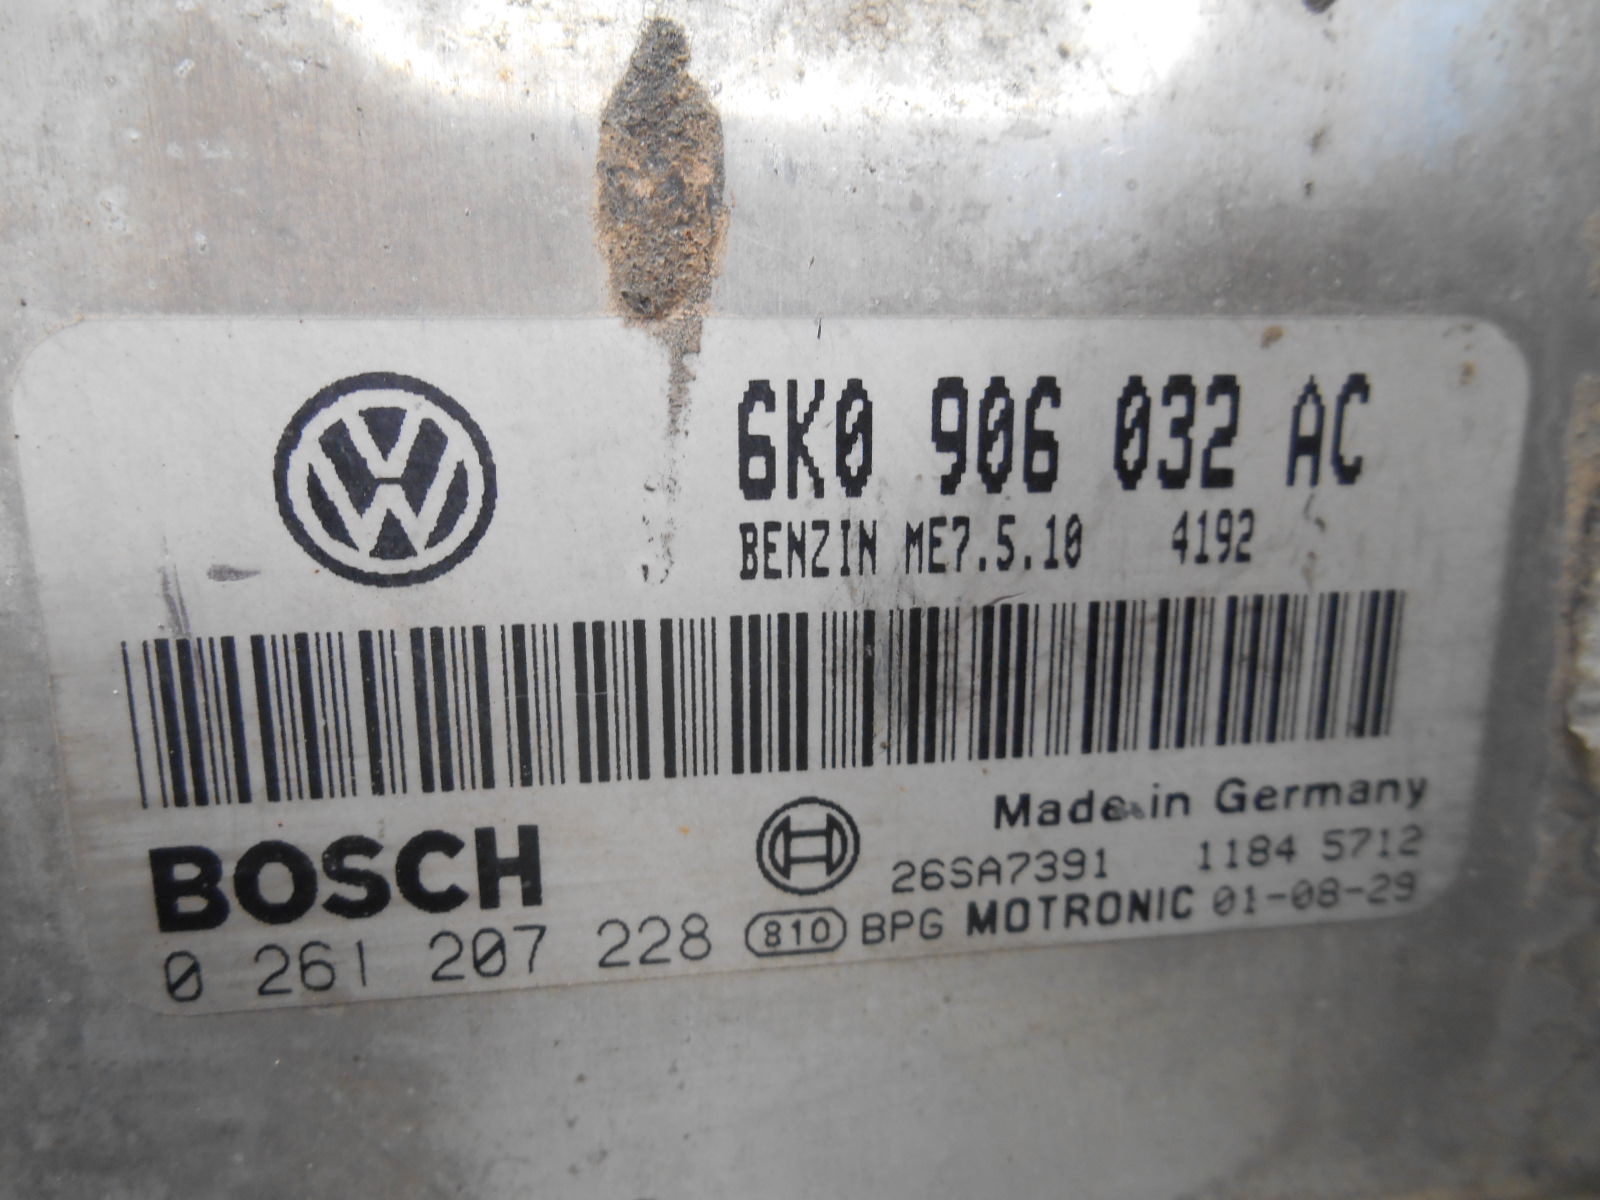 6K0 906 032 AC
BENZIN ME7.5.10 4192
Made in Germany
BOSCH
26SA7391 1184 5712
0 261 207 228 810 BPG MOTRONIC 01-08-29